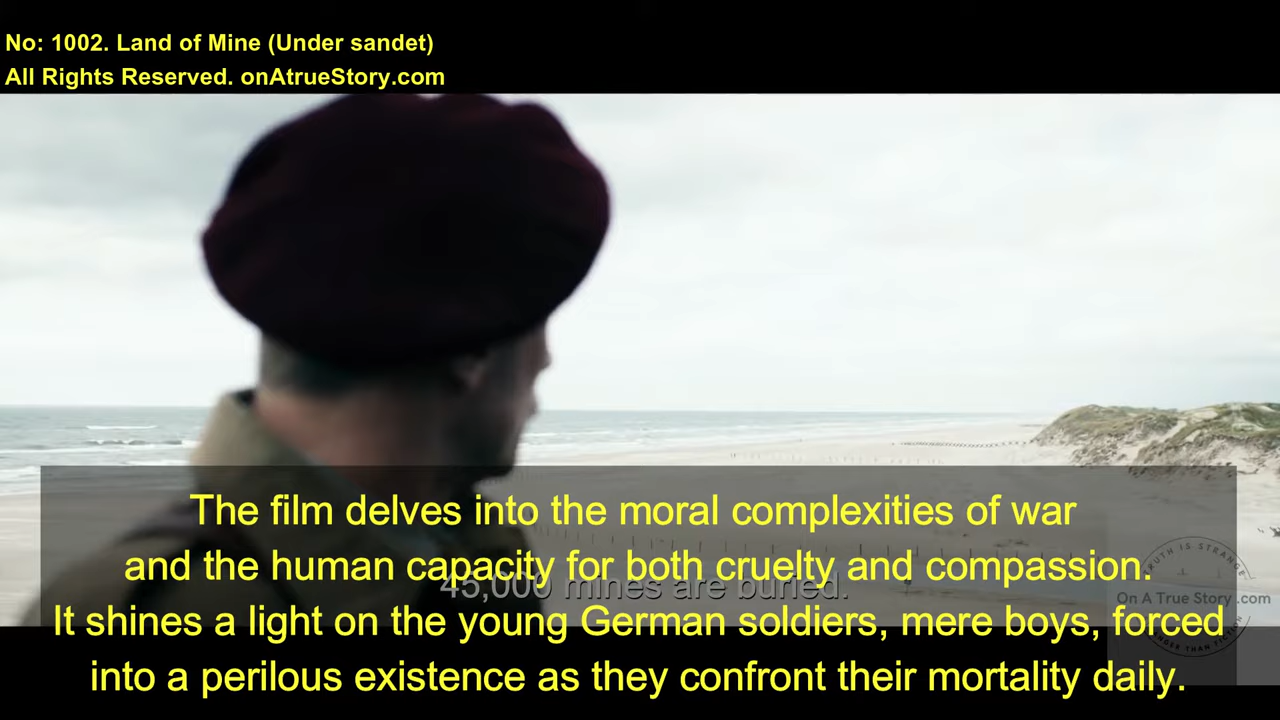 No: 1002. Land of Mine (Under sandet)
All Rights Reserved. onAtrueStory.com
The film delves into the moral complexities of war
and the human capacity for both cruelty and compassion.
45,000 mines are buried.
It shines a light on the young German soldiers, mere boys, forced
into a perilous existence as they confront their mortality daily.
TRUTH IS STRANGE
On A True Story .com